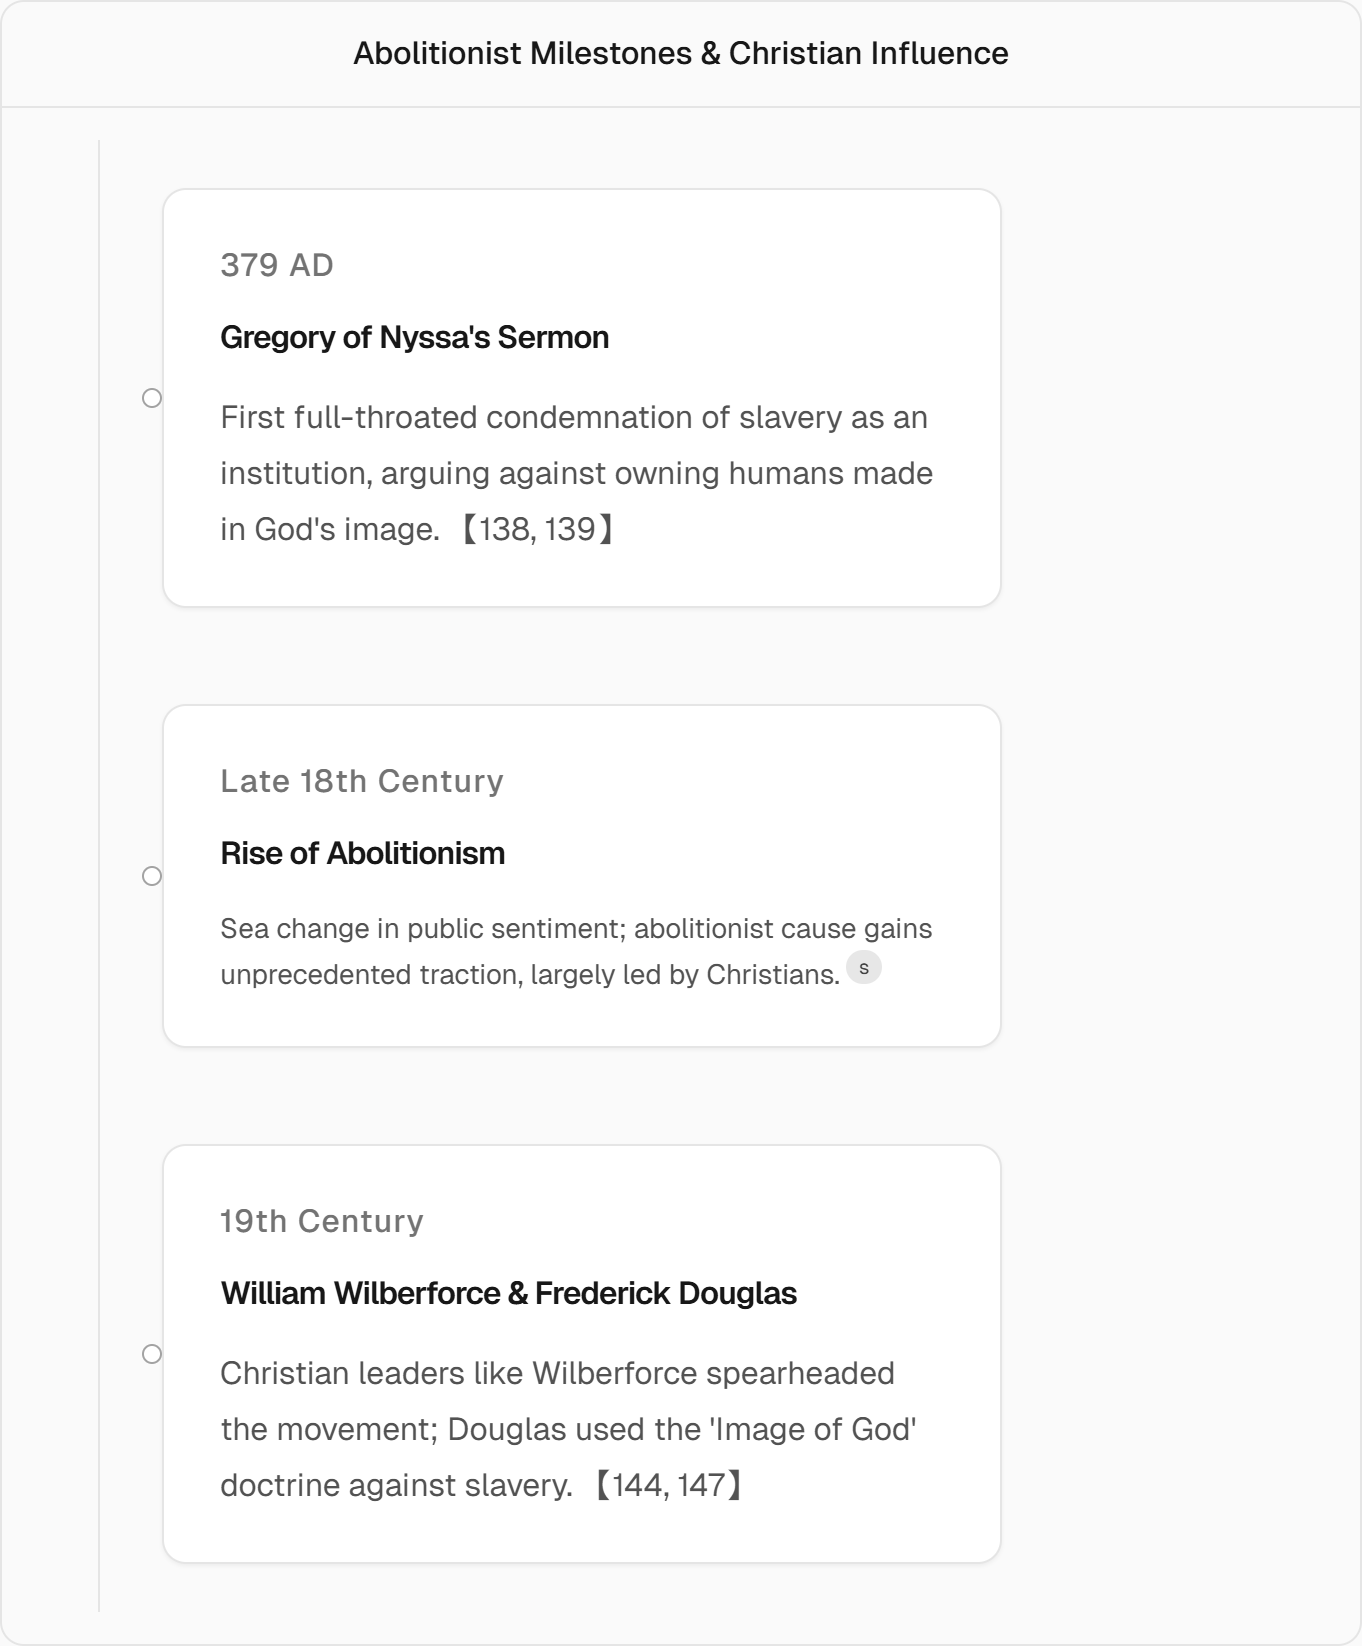 Abolitionist Milestones & Christian Influence
379 AD
Gregory of Nyssa's Sermon
First full-throated condemnation of slavery as an
institution, arguing against owning humans made
in God's image. 【138, 139】
Late 18th Century
Rise of Abolitionism
Sea change in public sentiment; abolitionist cause gains
unprecedented traction, largely led by Christians. s
19th Century
William Wilberforce & Frederick Douglas
Christian leaders like Wilberforce spearheaded
the movement; Douglas used the 'Image of God'
doctrine against slavery. 【144, 147】